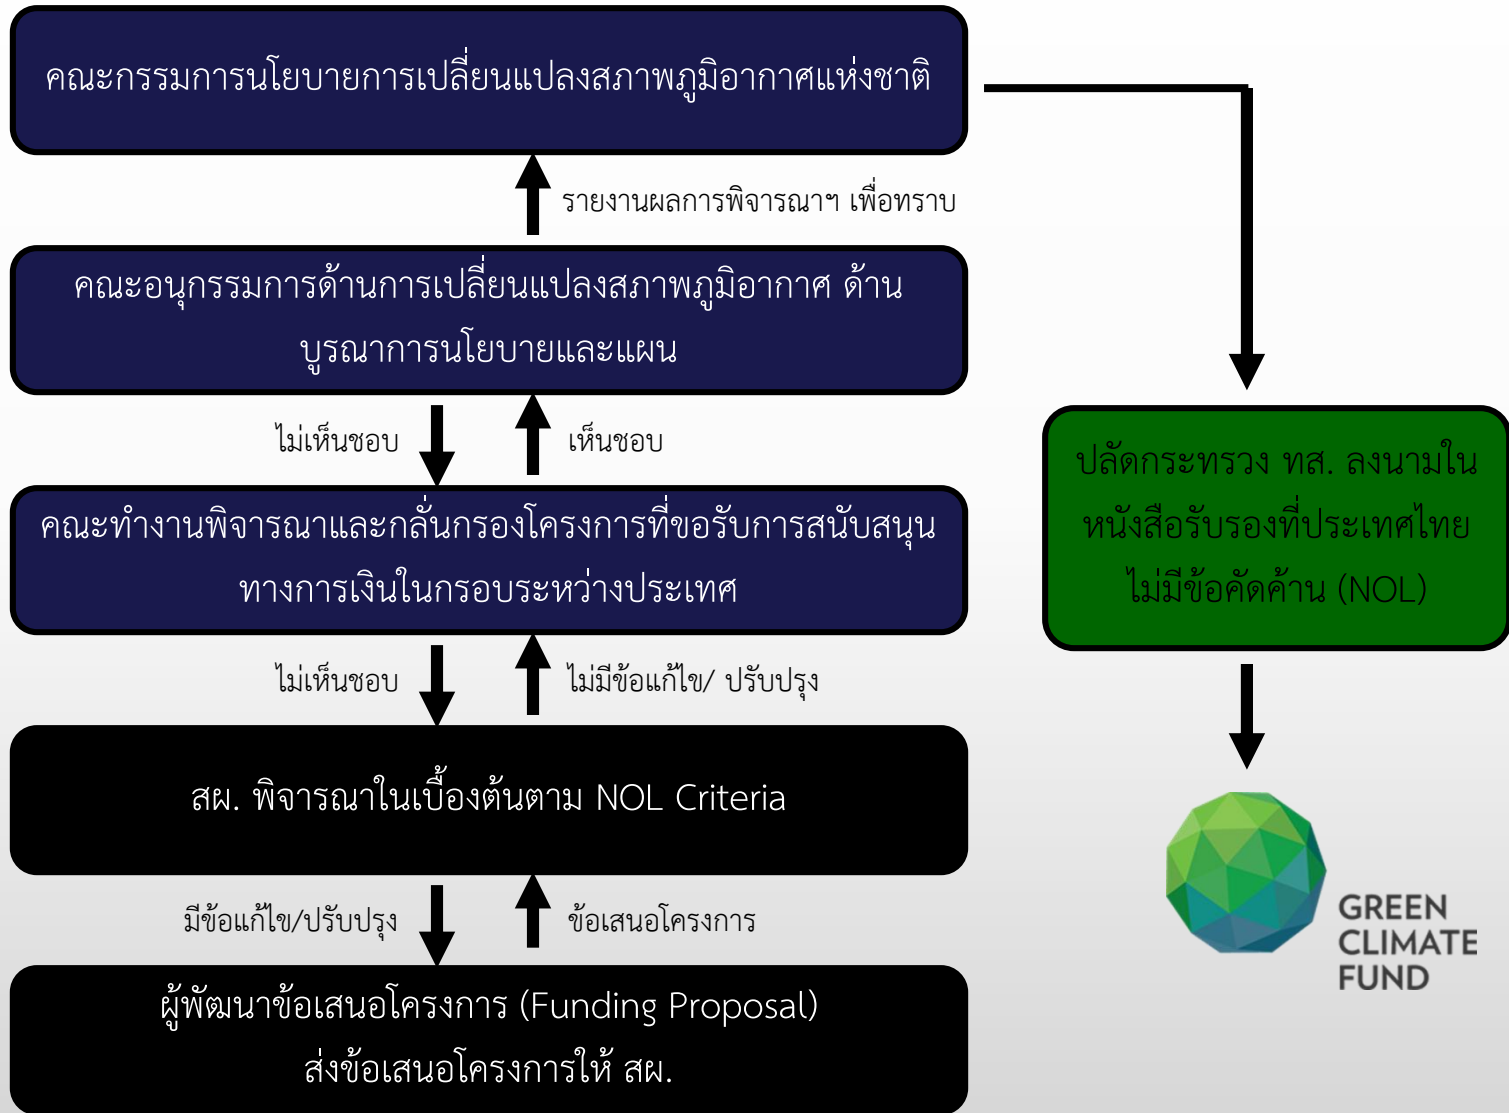 คณะกรรมการนโยบายการเปลี่ยนแปลงสภาพภูมิอากาศแห่งชาติ
รายงานผลการพิจารณาฯ เพื่อทราบ
คณะอนุกรรมการด้านการเปลี่ยนแปลงสภาพภูมิอากาศ ด้าน
บูรณาการนโยบายและแผน
ไม่เห็นชอบ
เห็นชอบ
คณะทำงานพิจารณาและกลั่นกรองโครงการที่ขอรับการสนับสนุน
ทางการเงินในกรอบระหว่างประเทศ
ไม่เห็นชอบ
ไม่มีข้อแก้ไข/ ปรับปรุง
สผ. พิจารณาในเบื้องต้นตาม NOL Criteria
มีข้อแก้ไข/ปรับปรุง
ข้อเสนอโครงการ
ผู้พัฒนาข้อเสนอโครงการ (Funding Proposal)
ส่งข้อเสนอโครงการให้ สผ.
ปลัดกระทรวง ทส. ลงนามใน
หนังสือรับรองที่ประเทศไทย
ไม่มีข้อคัดค้าน (NOL)
GREEN
CLIMATE
FUND